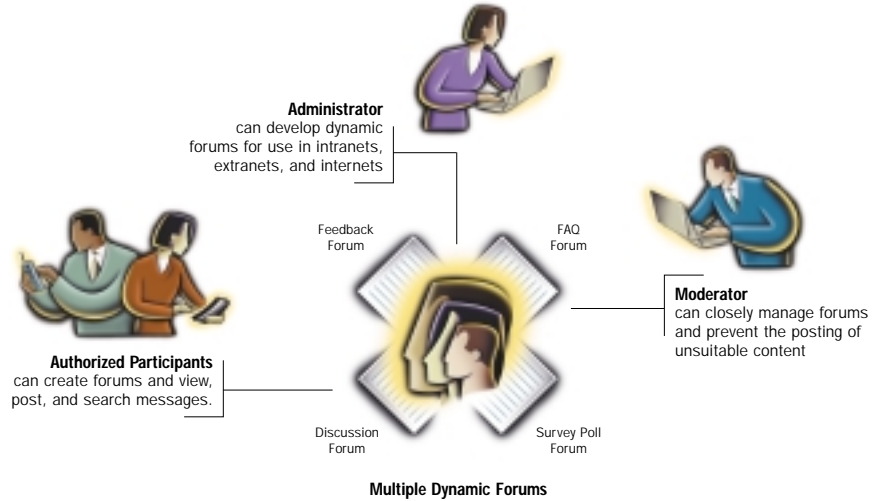 Administrator
can develop dynamic
forums for use in intranets,
extranets, and internets
Feedback
Forum
FAQ
Forum
Moderator
can closely manage forums
and prevent the posting of
unsuitable content
Authorized Participants
can create forums and view,
post, and search messages.
Discussion
Forum
Survey Poll
Forum
Multiple Dynamic Forums